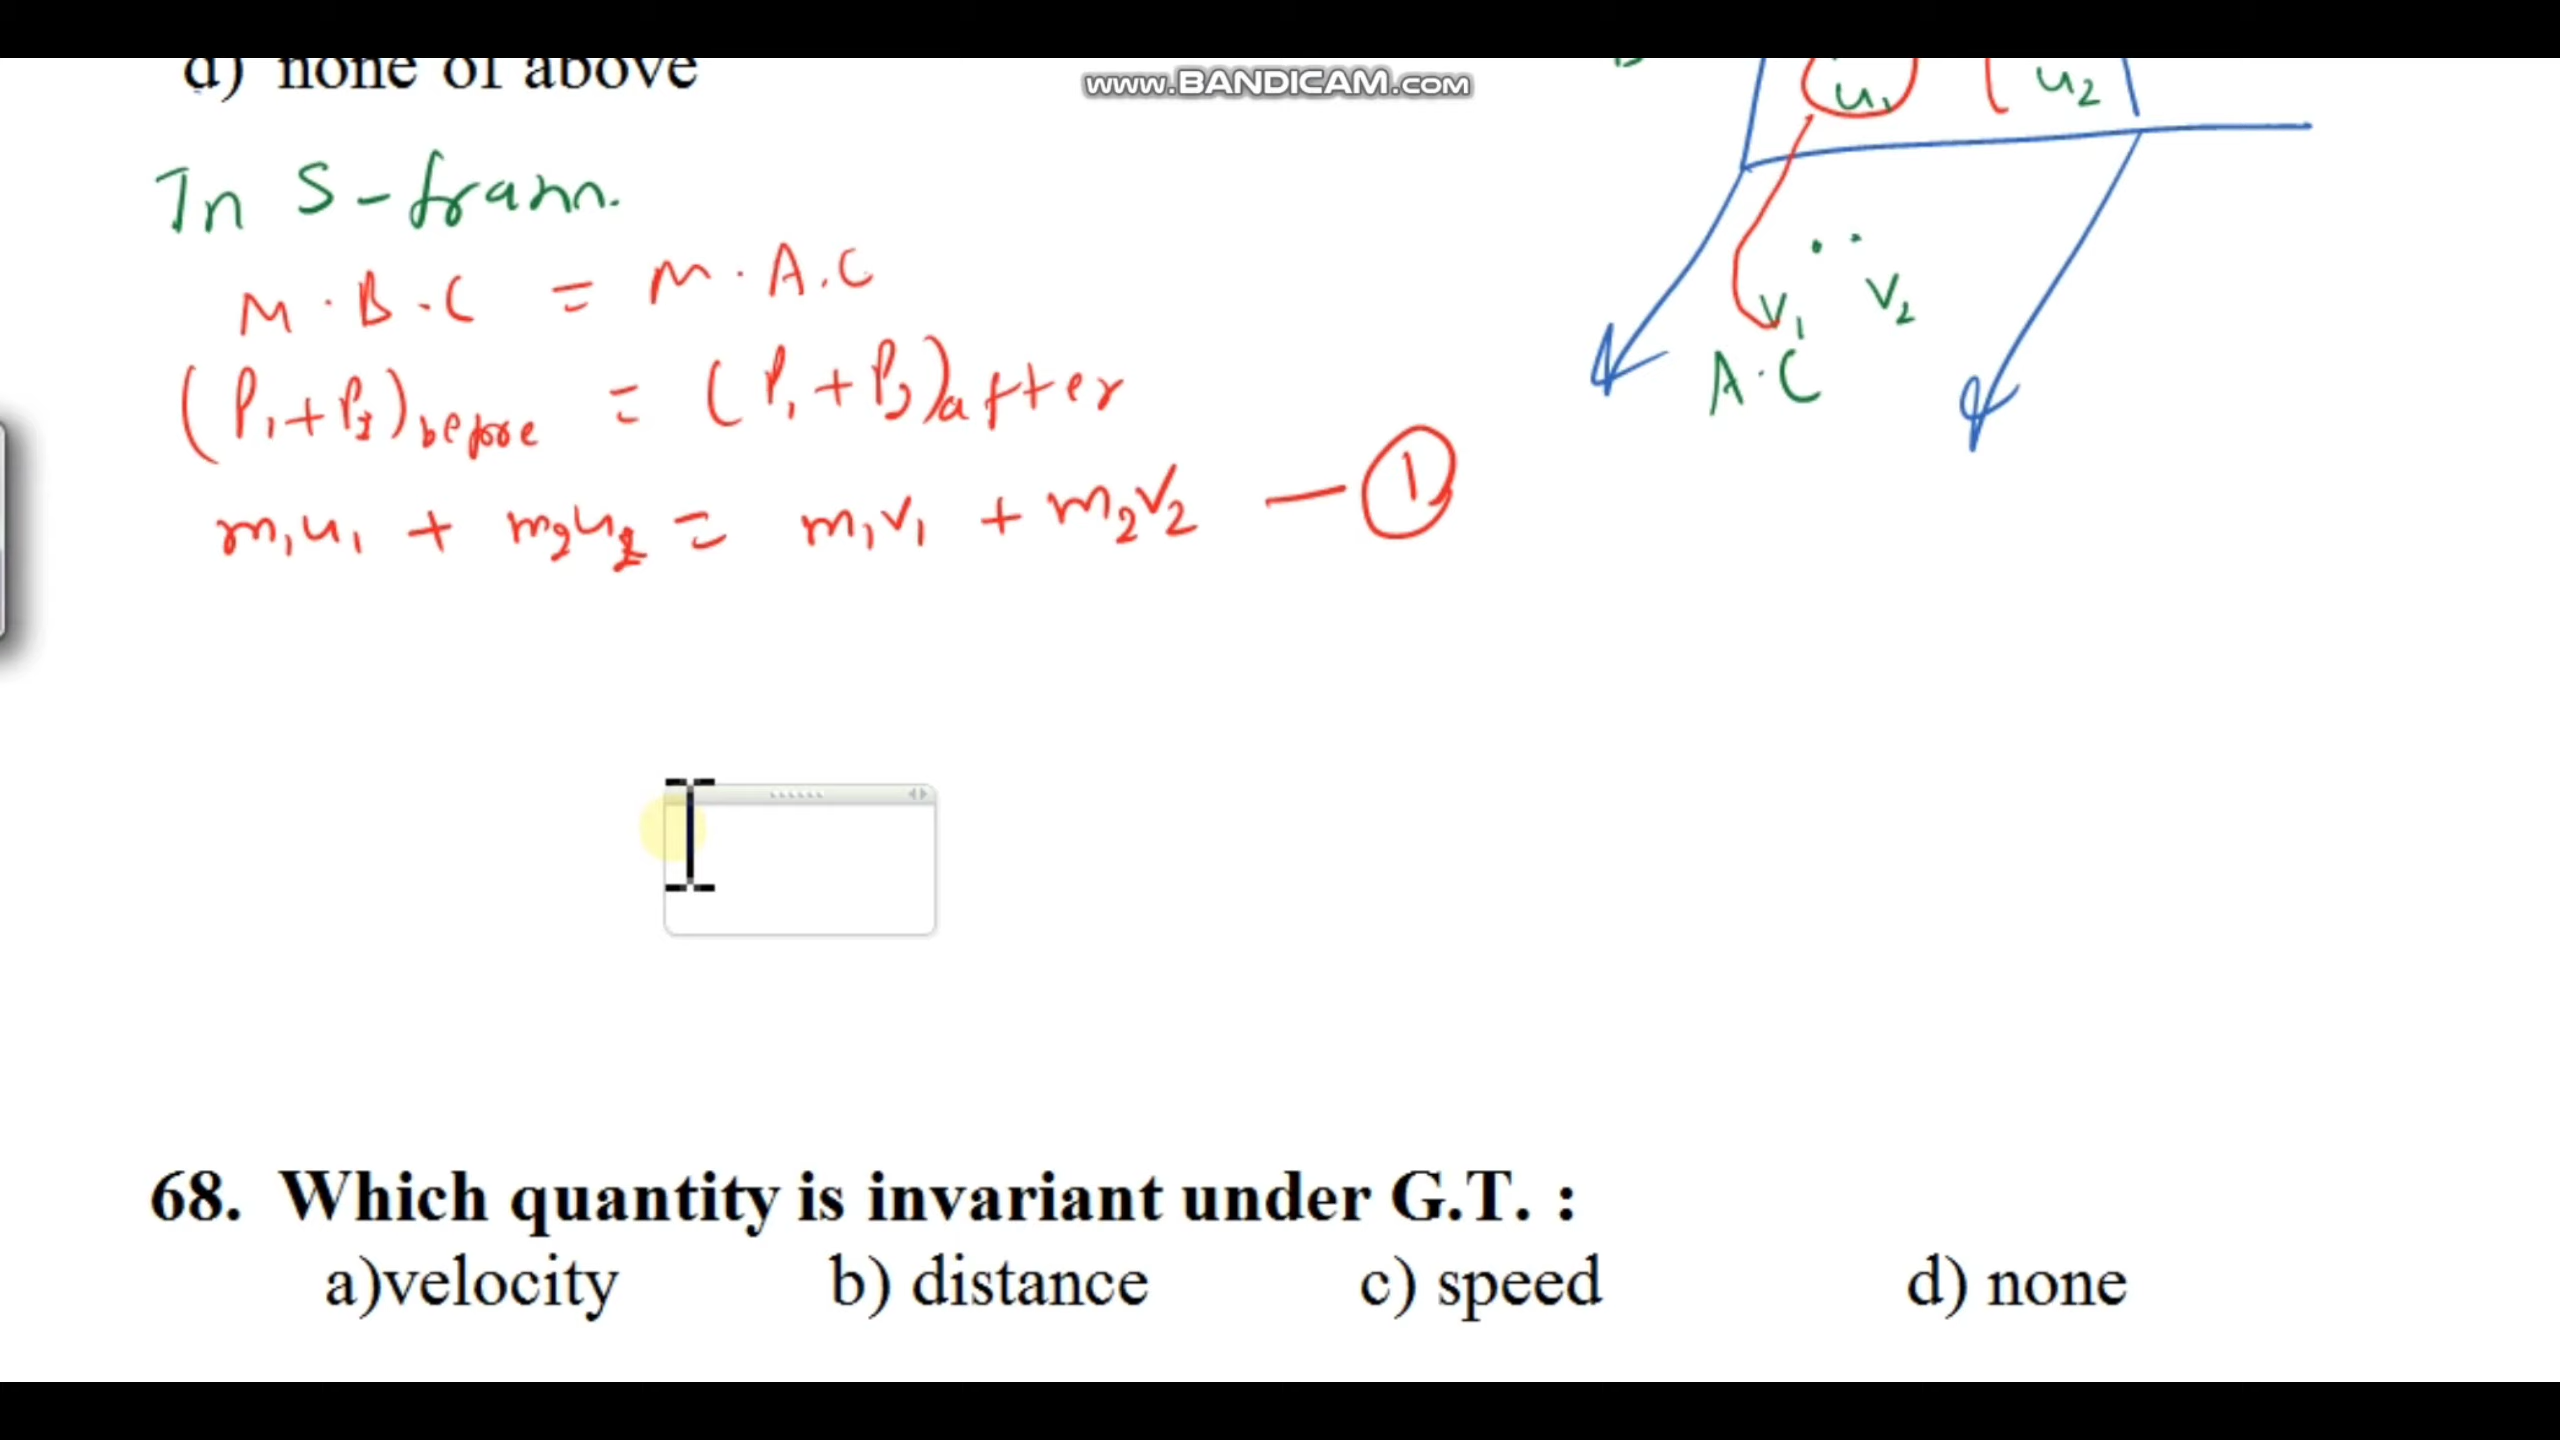 d) none of above
www.BANDICAM.com
u₁
u₂
In S-fram.
M.B.C = M.A.C
(P₁+P₂)before = (P₁+P₂)after
m₁u₁ + m₂u₂ = m₁v₁ + m₂v₂ — ①
v₁ v₂
A.C
68. Which quantity is invariant under G.T. :
a)velocity b) distance c) speed d) none